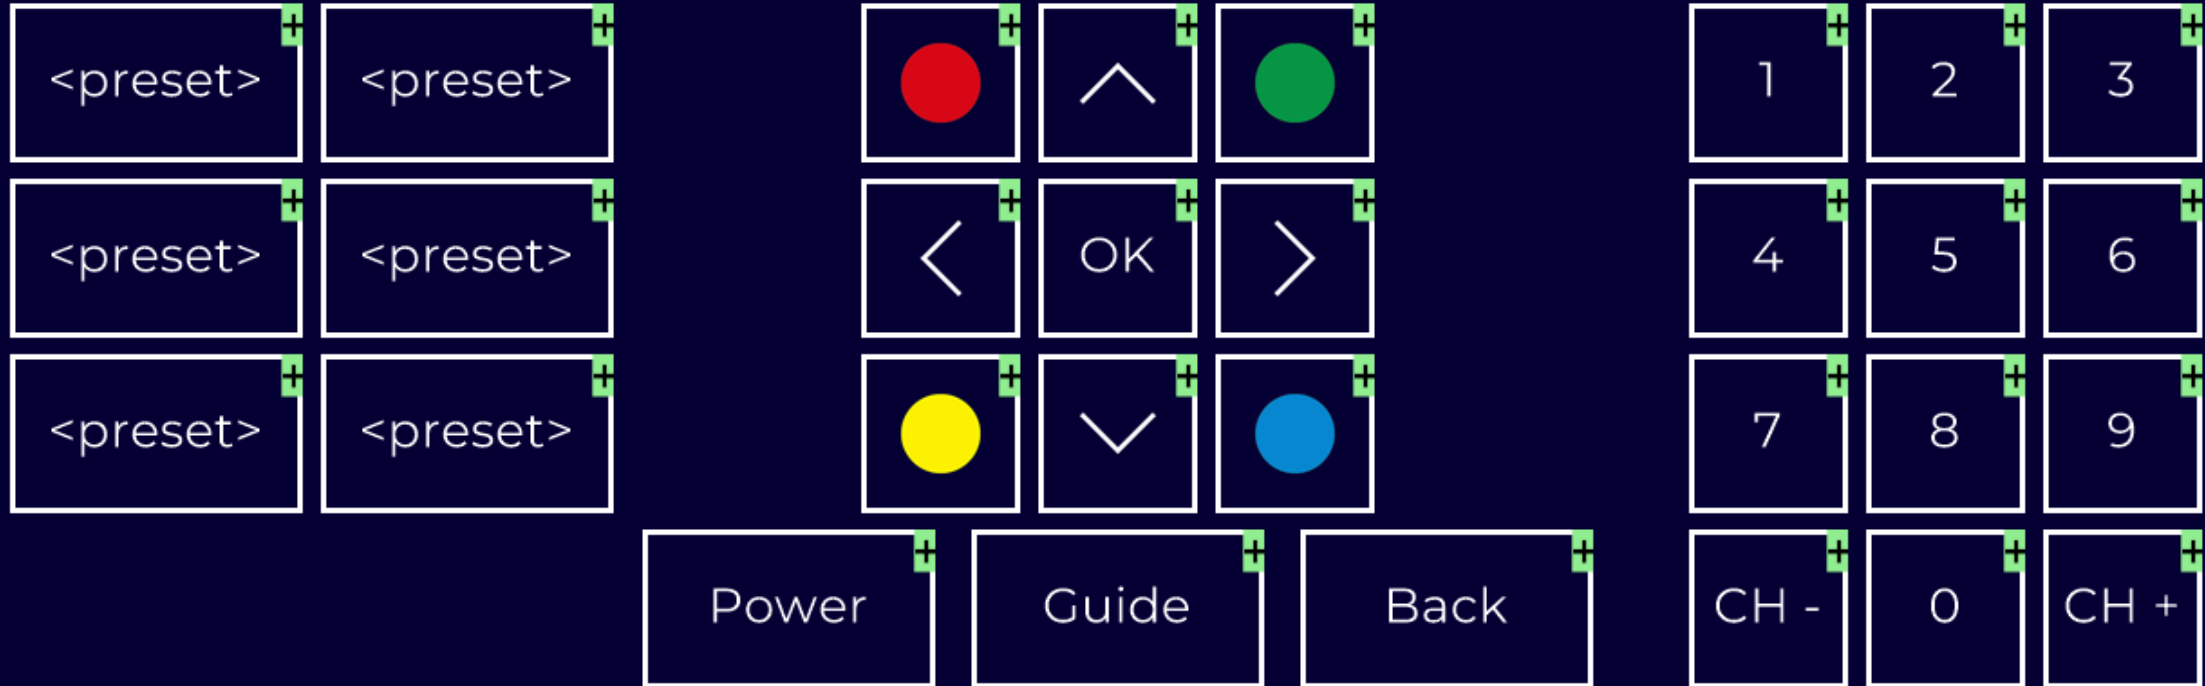 <preset> <preset> 1 2 3
<preset> <preset> OK 4 5 6
<preset> <preset> 7 8 9
Power Guide Back CH - 0 CH +